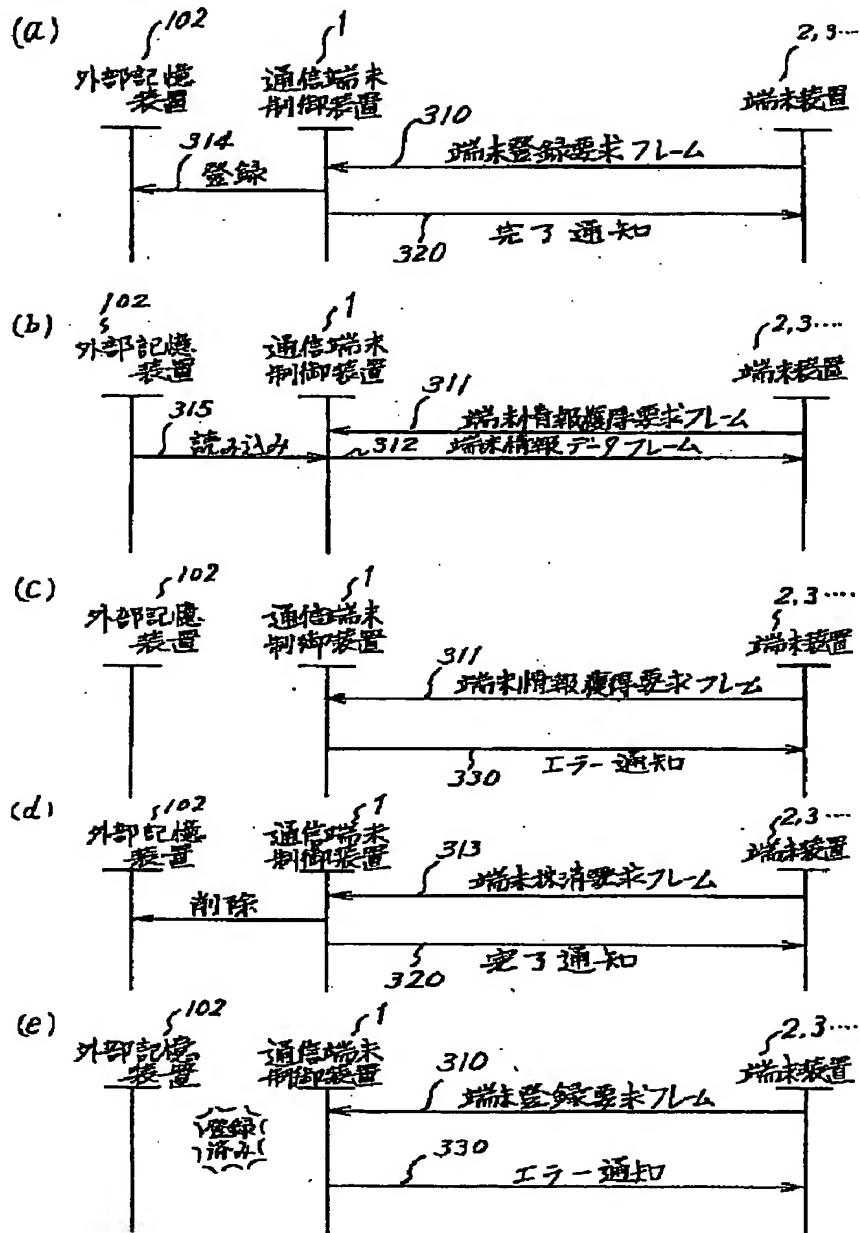 (a)
102
外部記憶
装置
1
通信端末
制御装置
2,3…
端末装置
310
端末登録要求フレーム
314
登録
320
完了通知
(b)
102
外部記憶
装置
1
通信端末
制御装置
2,3‥‥
端末装置
311
端末情報獲得要求フレーム
315
読み込み
312
端末情報データフレーム
(c)
102
外部記憶
装置
1
通信端末
制御装置
2,3‥‥
端末装置
311
端末情報獲得要求フレーム
330
エラー通知
(d)
102
外部記憶
装置
1
通信端末
制御装置
2,3‥‥
端末装置
313
端末抹消要求フレーム
削除
320
完了通知
(e)
102
外部記憶
装置
1
通信端末
制御装置
2,3‥‥
端末装置
310
端末登録要求フレーム
登録
済み
330
エラー通知